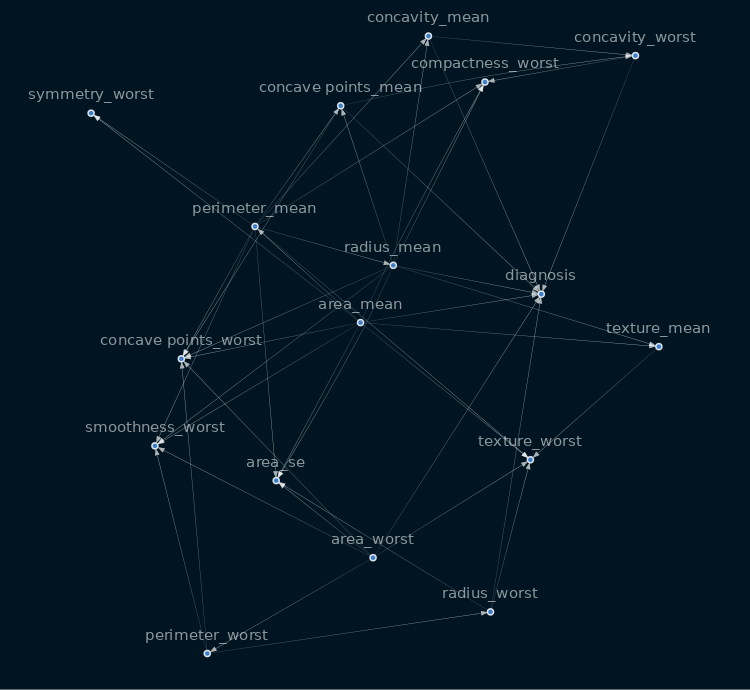 concavity_mean
concavity_worst
compactness_worst
concave points_mean
symmetry_worst
perimeter_mean
radius_mean
diagnosis
area_mean
texture_mean
concave points_worst
smoothness_worst
texture_worst
area_se
area_worst
radius_worst
perimeter_worst